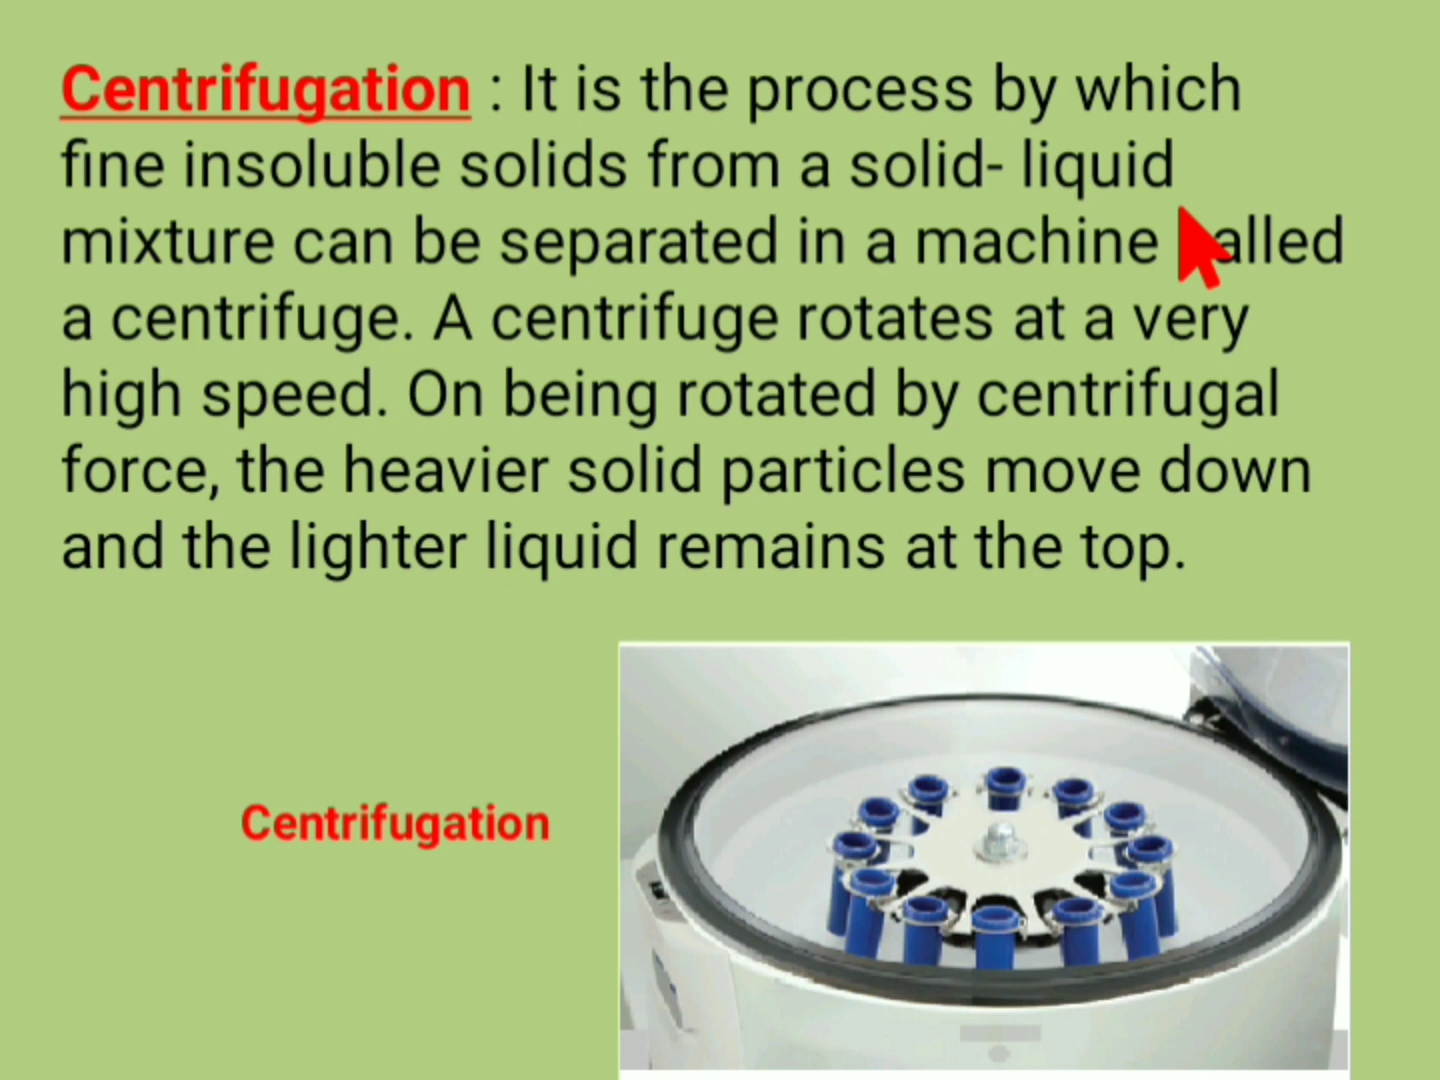 Centrifugation : It is the process by which
fine insoluble solids from a solid- liquid
mixture can be separated in a machine called
a centrifuge. A centrifuge rotates at a very
high speed. On being rotated by centrifugal
force, the heavier solid particles move down
and the lighter liquid remains at the top.
Centrifugation